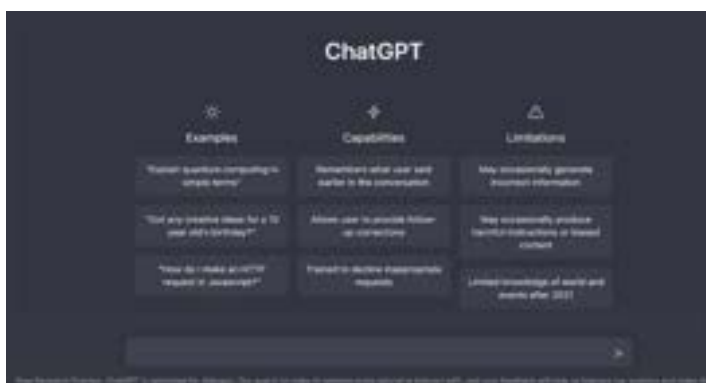 ChatGPT
Examples
Capabilities
Limitations
"Explain quantum computing in
simple terms"
Remembers what user said
earlier in the conversation
May occasionally generate
incorrect information
"Got any creative ideas for a 10
year old's birthday?"
Allows user to provide follow-
up corrections
May occasionally produce
harmful instructions or biased
content
"How do I make an HTTP
request in Javascript?"
Trained to decline inappropriate
requests
Limited knowledge of world and
events after 2021